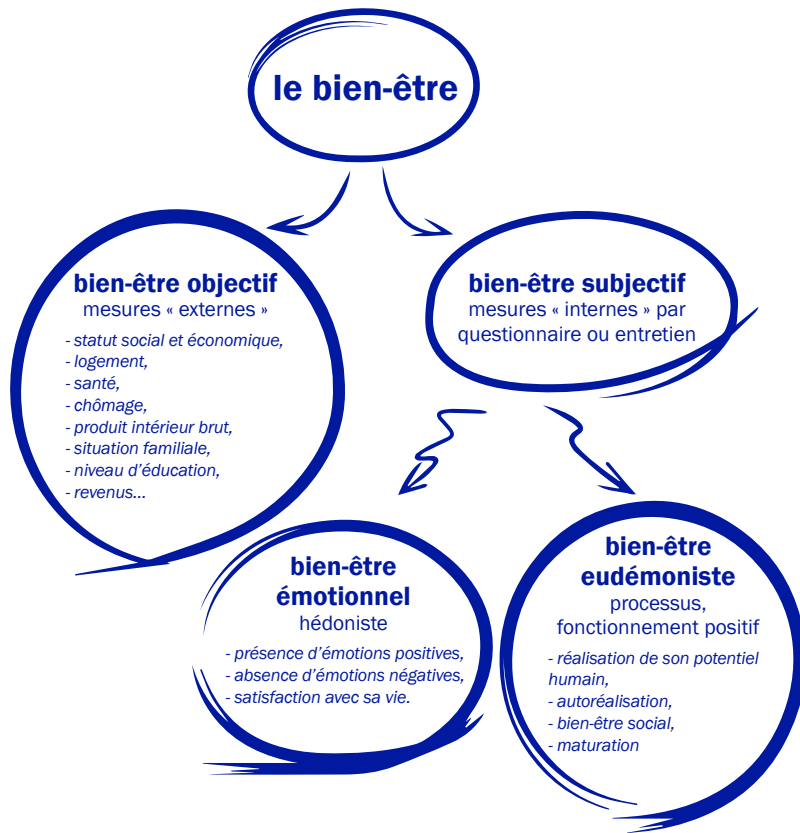 le bien-être
bien-être objectif
mesures « externes »
- statut social et économique,
- logement,
- santé,
- chômage,
- produit intérieur brut,
- situation familiale,
- niveau d’éducation,
- revenus...
bien-être subjectif
mesures « internes » par
questionnaire ou entretien
bien-être
émotionnel
hédoniste
- présence d’émotions positives,
- absence d’émotions négatives,
- satisfaction avec sa vie.
bien-être
eudémoniste
processus,
fonctionnement positif
- réalisation de son potentiel
humain,
- autoréalisation,
- bien-être social,
- maturation